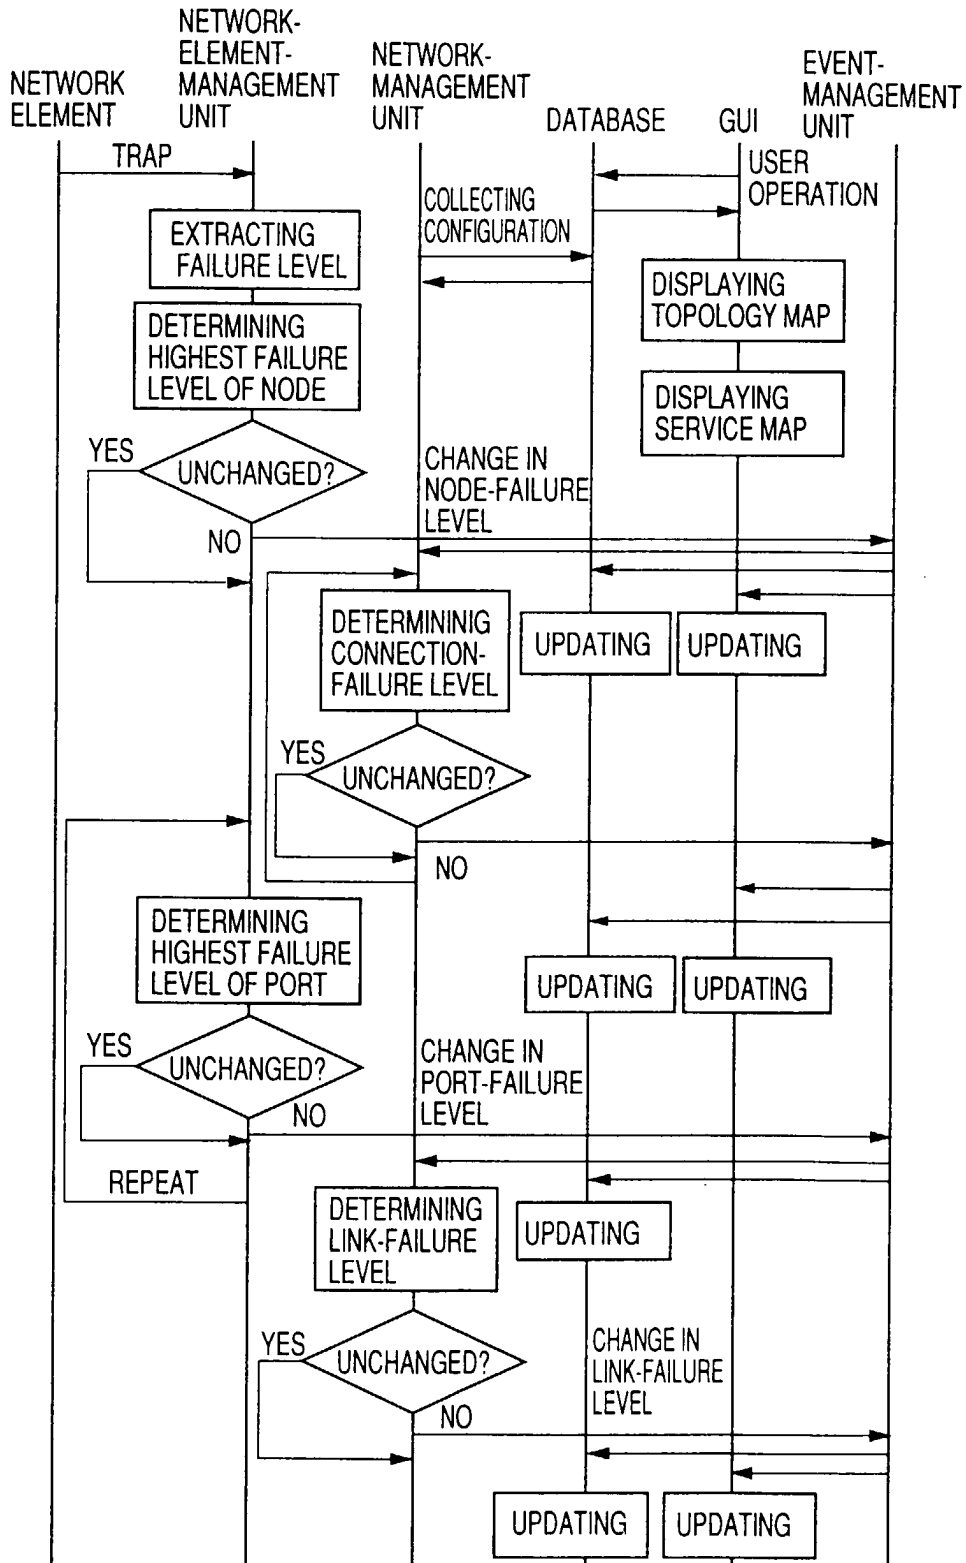 NETWORK
ELEMENT
NETWORK-
ELEMENT-
MANAGEMENT
UNIT
NETWORK-
MANAGEMENT
UNIT
DATABASE
GUI
EVENT-
MANAGEMENT
UNIT
TRAP
USER
OPERATION
COLLECTING
CONFIGURATION
EXTRACTING
FAILURE LEVEL
DISPLAYING
TOPOLOGY MAP
DETERMINING
HIGHEST FAILURE
LEVEL OF NODE
DISPLAYING
SERVICE MAP
YES
UNCHANGED?
NO
CHANGE IN
NODE-FAILURE
LEVEL
DETERMININIG
CONNECTION-
FAILURE LEVEL
UPDATING
UPDATING
YES
UNCHANGED?
NO
DETERMINING
HIGHEST FAILURE
LEVEL OF PORT
UPDATING
UPDATING
YES
UNCHANGED?
NO
CHANGE IN
PORT-FAILURE
LEVEL
REPEAT
DETERMINING
LINK-FAILURE
LEVEL
UPDATING
YES
UNCHANGED?
NO
CHANGE IN
LINK-FAILURE
LEVEL
UPDATING
UPDATING